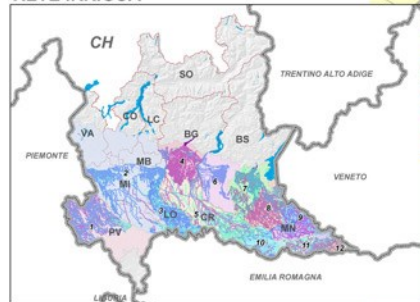 CH
SO
TRENTINO ALTO ADIGE
CO
LC
VA
BG
BS
PIEMONTE
MB
VENETO
2
MI
4
6
7
8
9
3
LO
5
CR
MN
1
PV
10
11
12
EMILIA ROMAGNA
LIGURIA